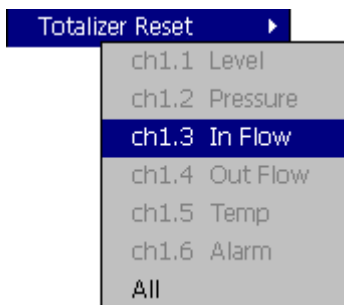 Totalizer Reset
ch1.1 Level
ch1.2 Pressure
ch1.3 In Flow
ch1.4 Out Flow
ch1.5 Temp
ch1.6 Alarm
All